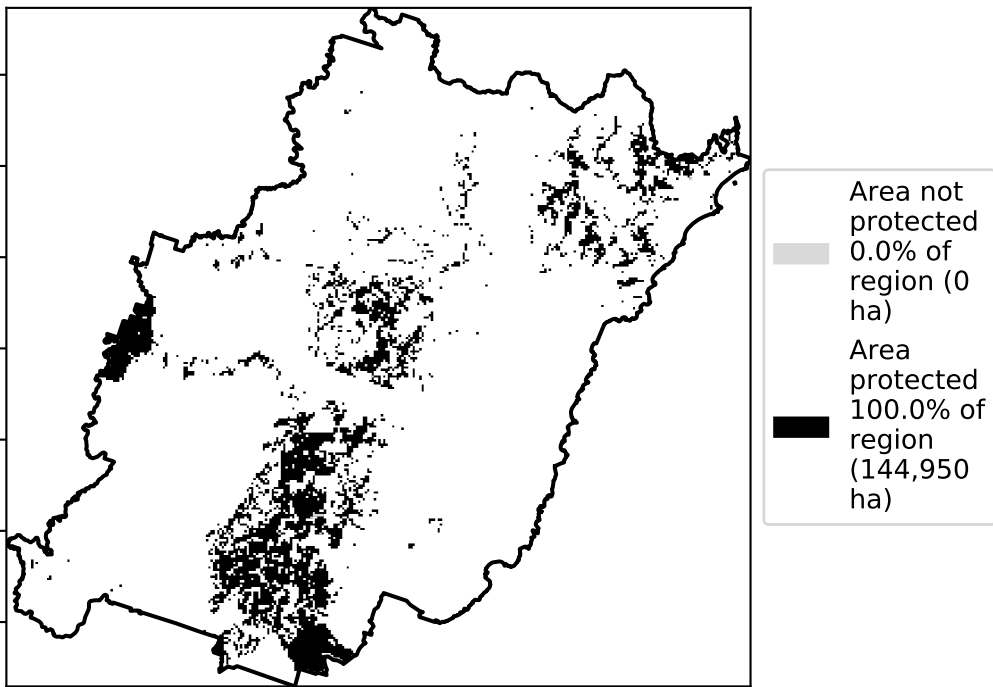 Area not
protected
0.0% of
region (0
ha)
Area
protected
100.0% of
region
(144,950
ha)